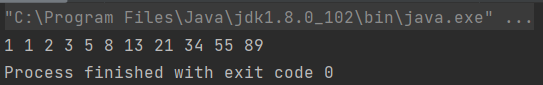 "C:\Program Files\Java\jdk1.8.0_102\bin\java.exe" ...
1 1 2 3 5 8 13 21 34 55 89
Process finished with exit code 0